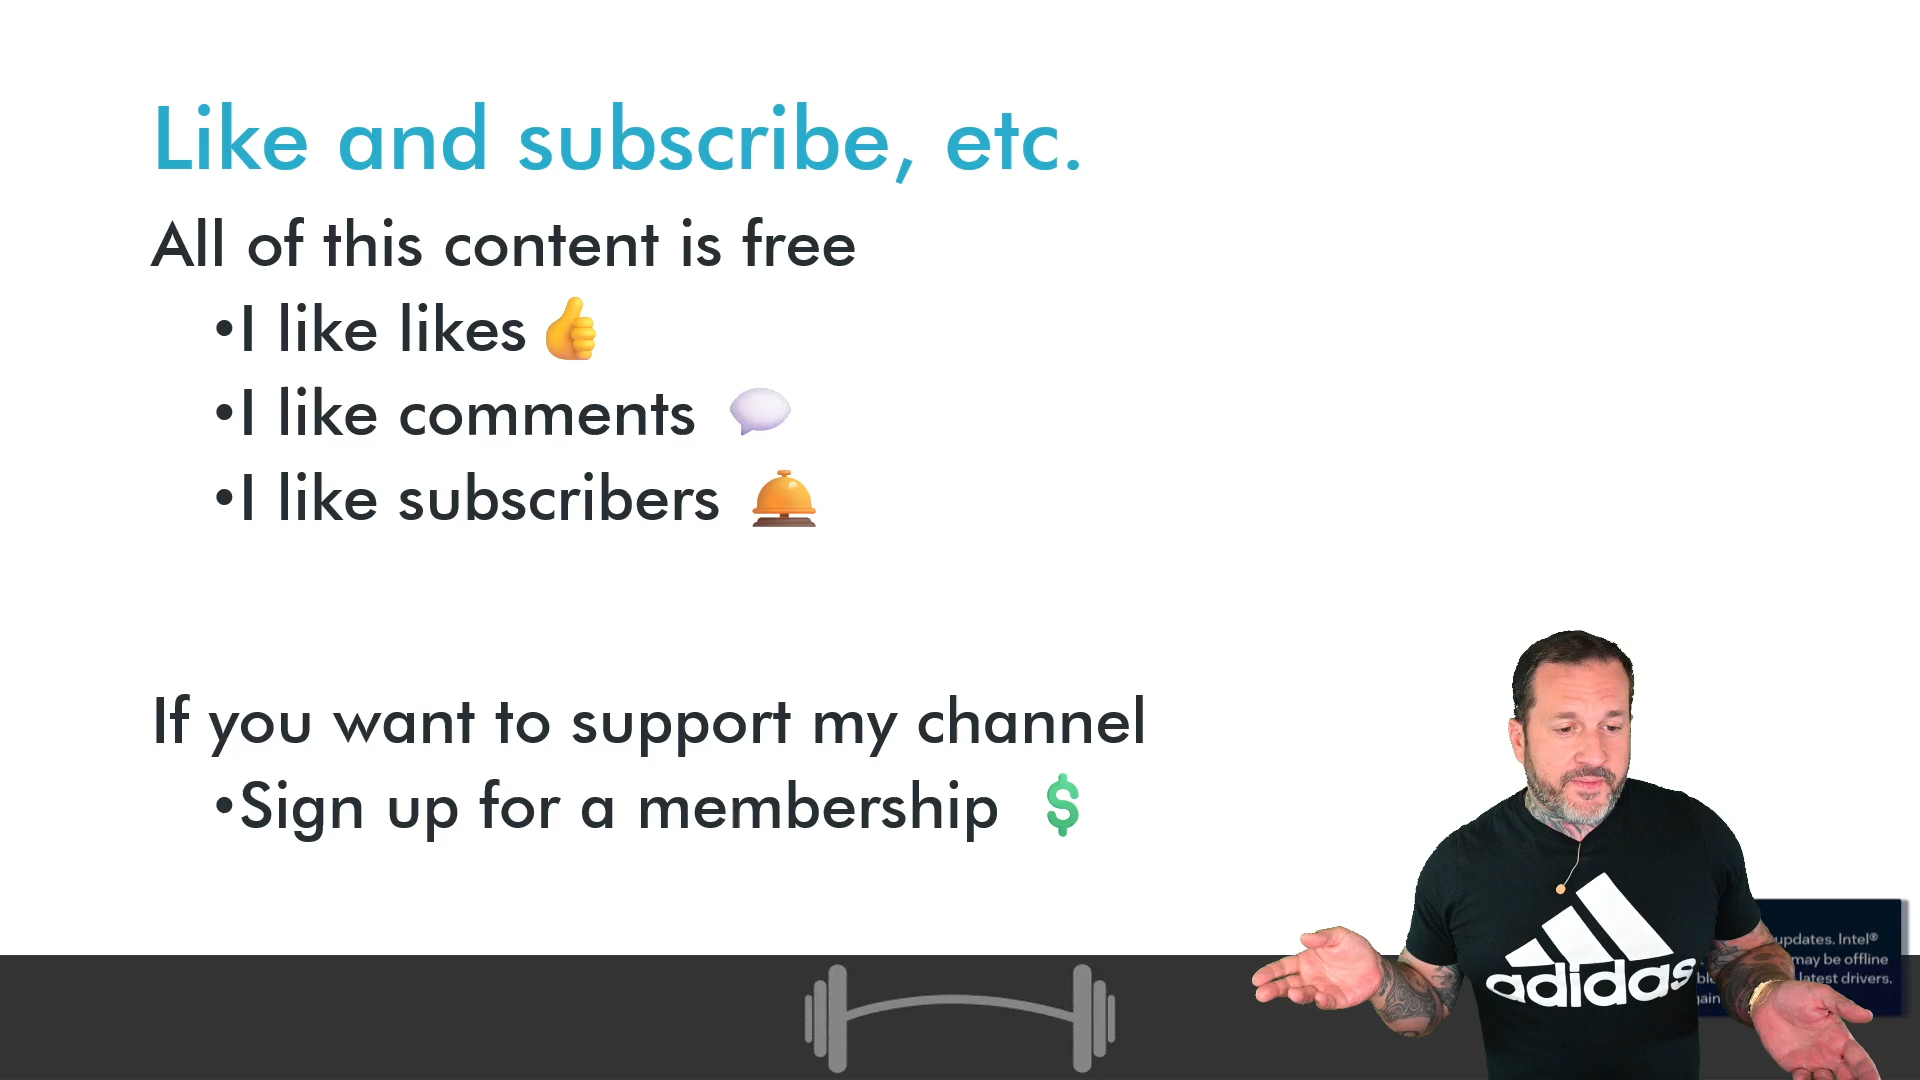 Like and subscribe, etc.
All of this content is free
•I like likes 👍
•I like comments 💬
•I like subscribers 🛎️
If you want to support my channel
•Sign up for a membership 💲
adidas
updates. Intel®
may be offline
latest drivers.